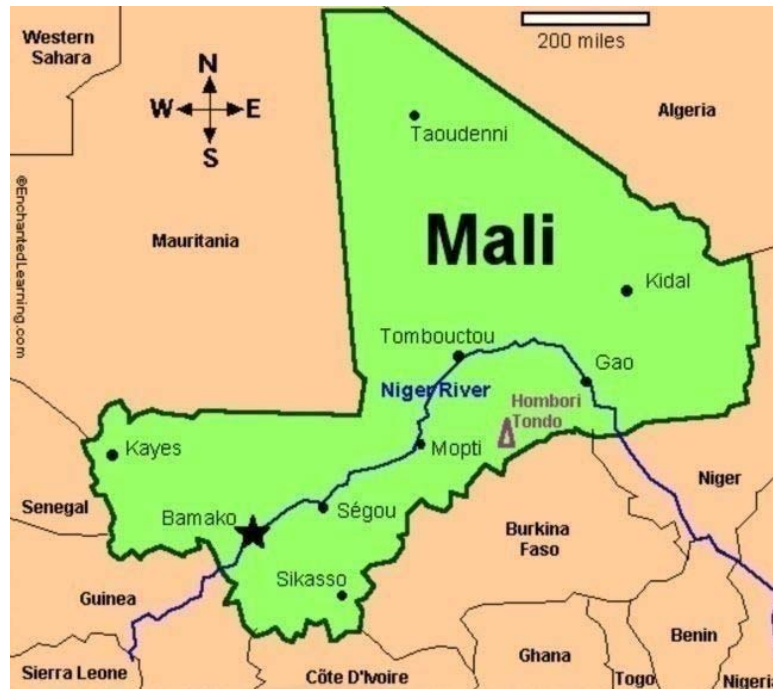 Western
Sahara
N
W E
S
200 miles
Algeria
Taoudenni
©EnchantedLearning.com
Mauritania
Mali
Kidal
Tombouctou
Gao
Niger River
Hombori
Tondo
Kayes
Mopti
Niger
Senegal
Bamako
Ségou
Burkina
Faso
Sikasso
Guinea
Benin
Ghana
Sierra Leone
Côte D'Ivoire
Togo
Nigeria